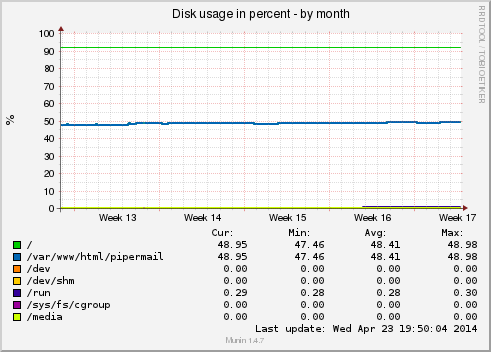 Disk usage in percent - by month
RRDTOOL / TOBI OETIKER
%
100
90
80
70
60
50
40
30
20
10
0
Week 13 Week 14 Week 15 Week 16 Week 17
Cur: Min: Avg: Max:
/ 48.95 47.46 48.41 48.98
/var/www/html/pipermail 48.95 47.46 48.41 48.98
/dev 0.00 0.00 0.00 0.00
/dev/shm 0.00 0.00 0.00 0.00
/run 0.29 0.28 0.28 0.30
/sys/fs/cgroup 0.00 0.00 0.00 0.00
/media 0.00 0.00 0.00 0.00
Last update: Wed Apr 23 19:50:04 2014
Munin 1.4.7